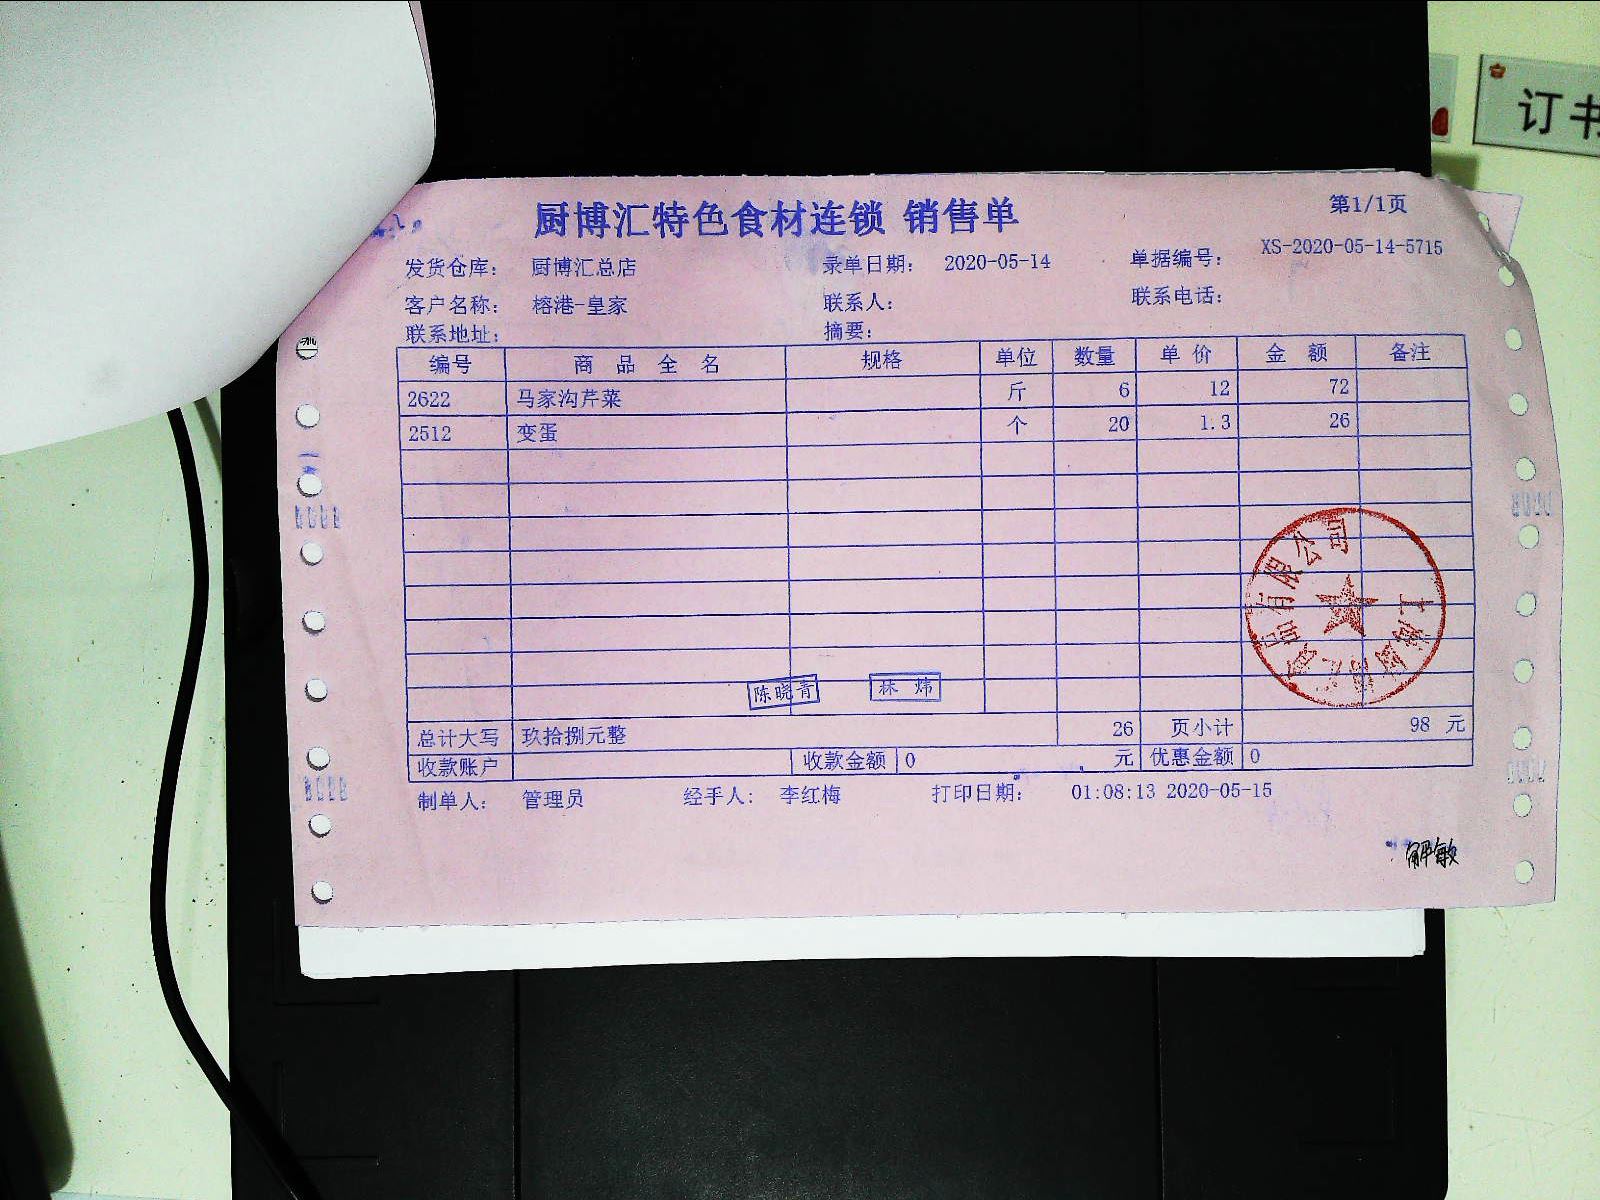 订书
厨博汇特色食材连锁 销售单
第1/1页
发货仓库： 厨博汇总店 录单日期： 2020-05-14 单据编号： XS-2020-05-14-5715
客户名称： 榕港-皇家 联系人： 联系电话：
联系地址： 摘要：
编号 商品全名 规格 单位 数量 单价 金额 备注
2622 马家沟芹菜 斤 6 12 72
2512 变蛋 个 20 1.3 26
陈晓青 林炜
总计大写 玖拾捌元整 26 页小计 98 元
收款账户 收款金额 0 元 优惠金额 0
制单人： 管理员 经手人： 李红梅 打印日期： 01:08:13 2020-05-15
解敏